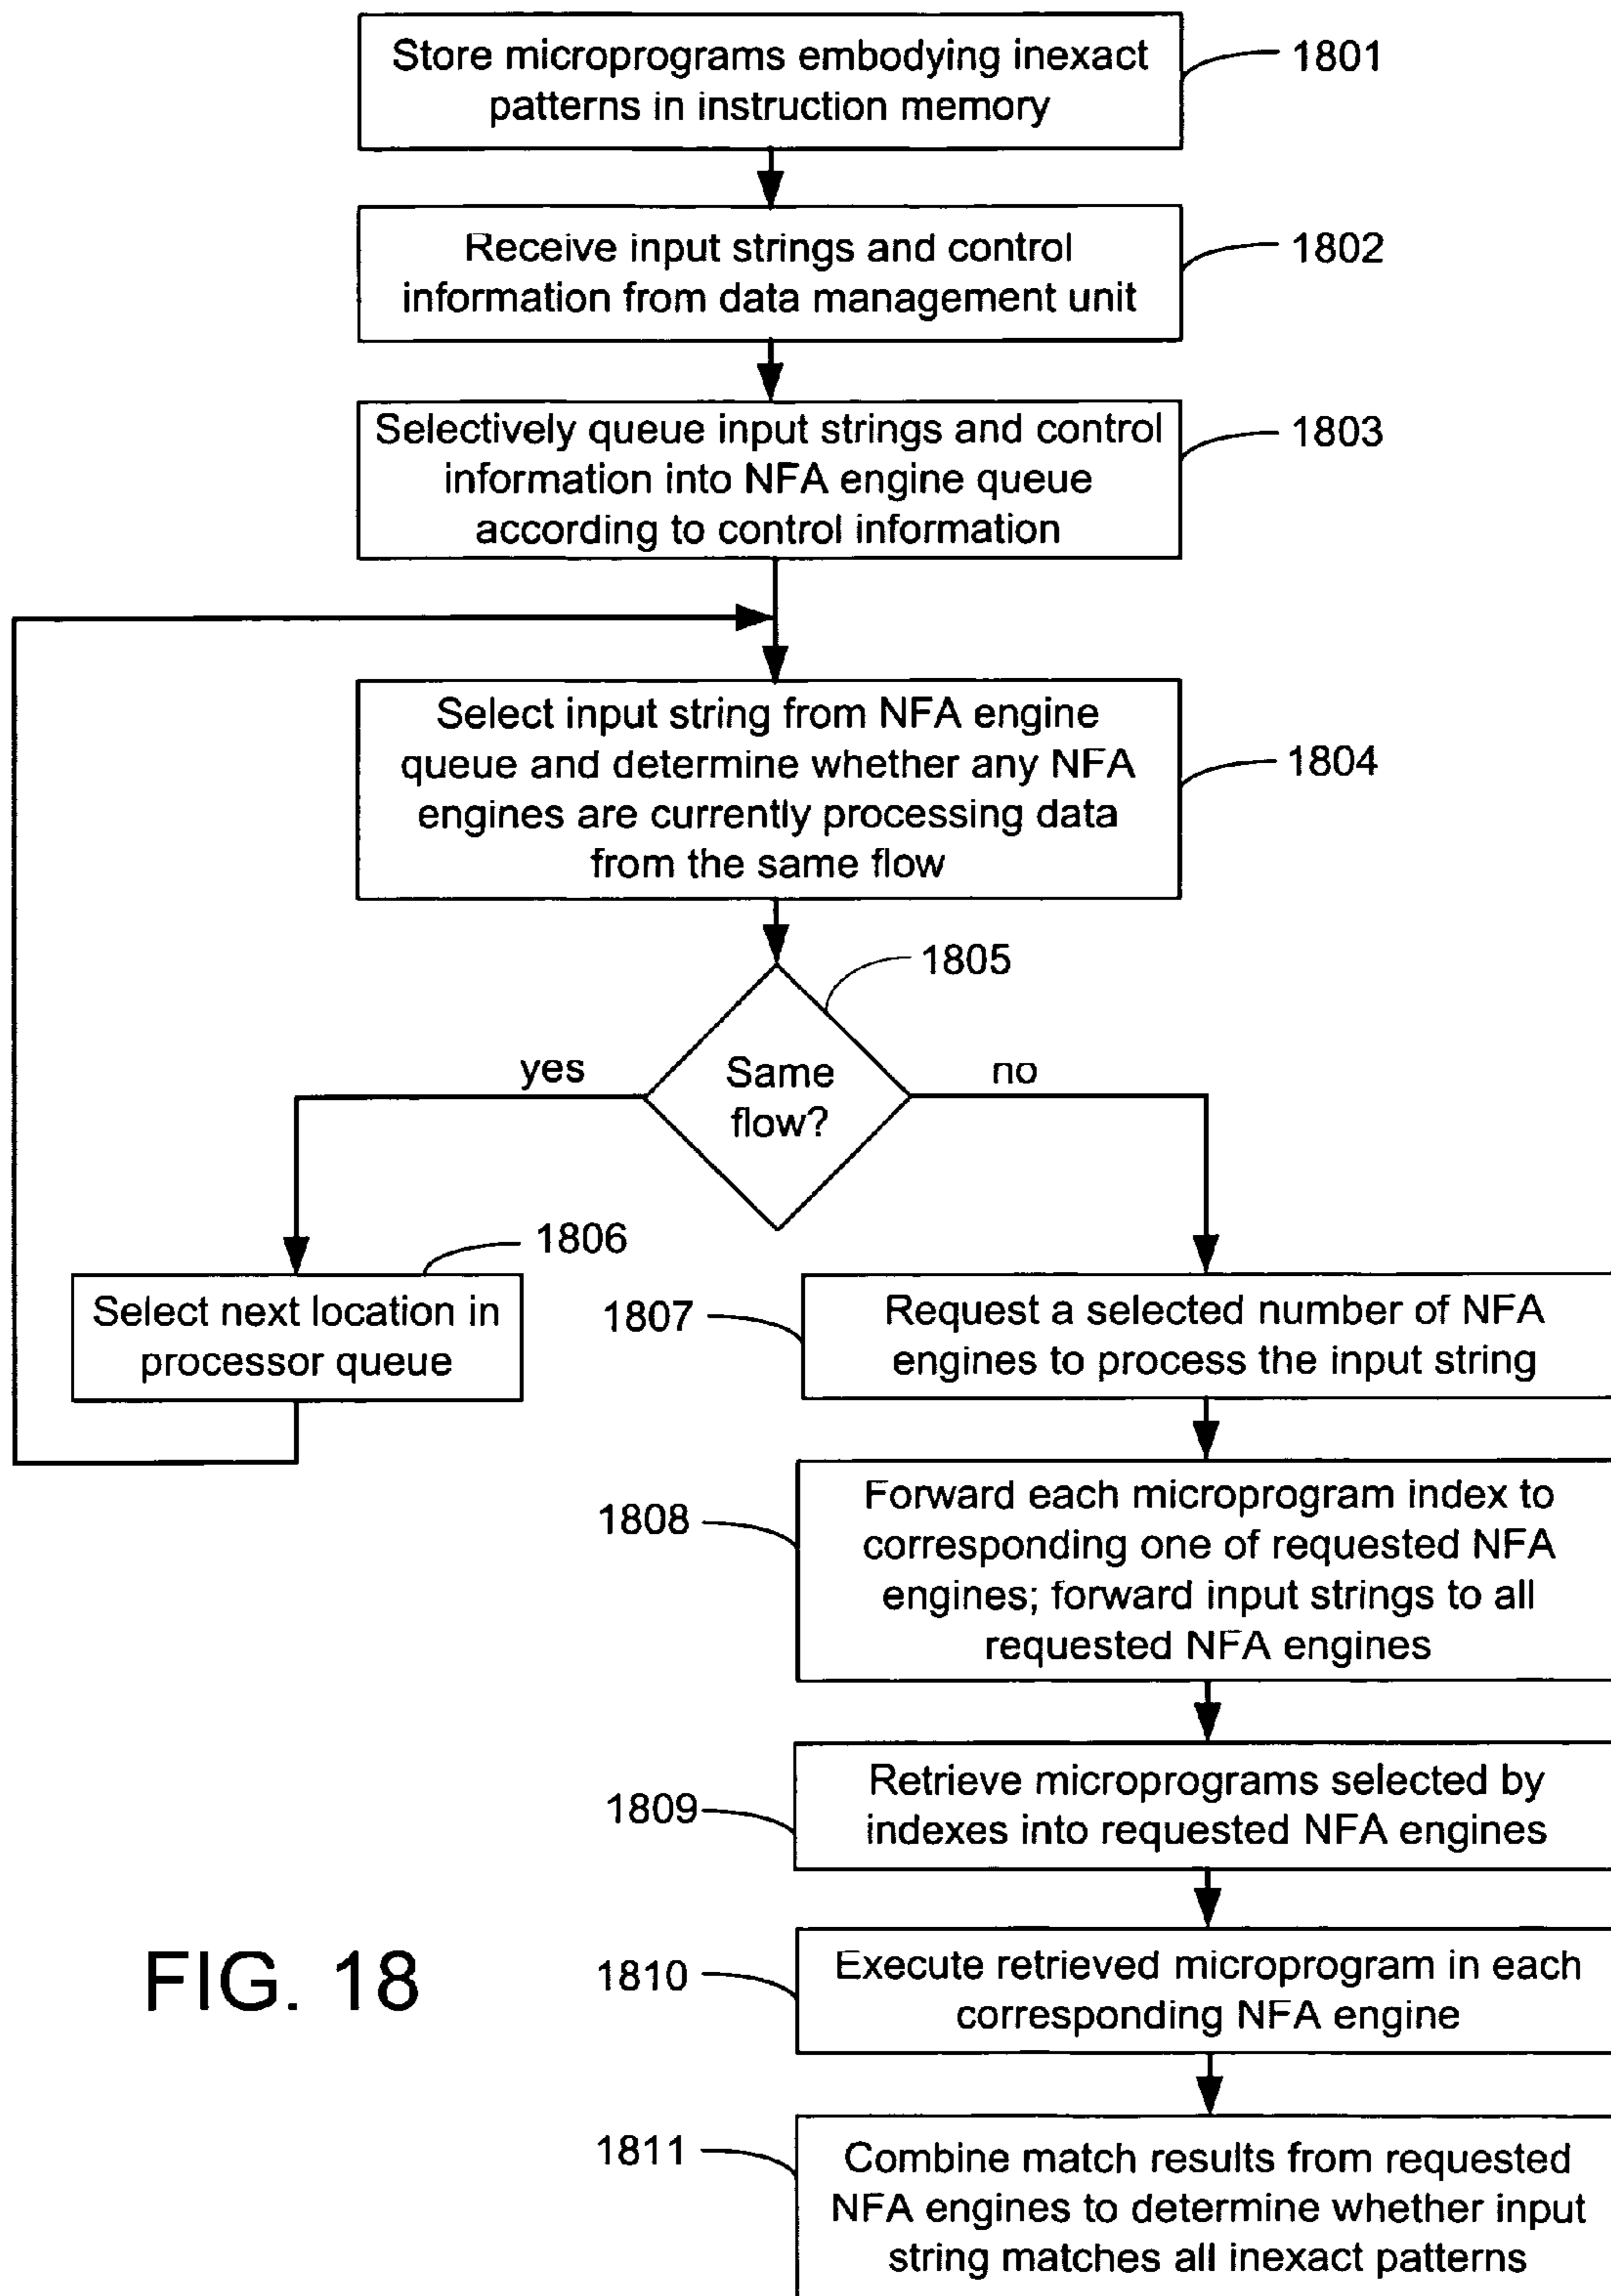 Store microprograms embodying inexact
patterns in instruction memory
1801
Receive input strings and control
information from data management unit
1802
Selectively queue input strings and control
information into NFA engine queue
according to control information
1803
Select input string from NFA engine
queue and determine whether any NFA
engines are currently processing data
from the same flow
1804
1805
Same
flow?
yes
no
1806
Select next location in
processor queue
1807
Request a selected number of NFA
engines to process the input string
1808
Forward each microprogram index to
corresponding one of requested NFA
engines; forward input strings to all
requested NFA engines
1809
Retrieve microprograms selected by
indexes into requested NFA engines
1810
Execute retrieved microprogram in each
corresponding NFA engine
1811
Combine match results from requested
NFA engines to determine whether input
string matches all inexact patterns
FIG. 18